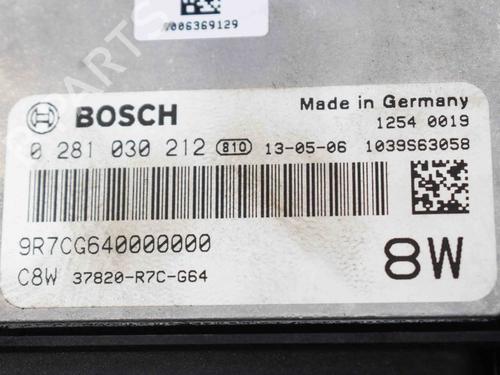 7006369129
BOSCH
Made in Germany
1254 0019
0 281 030 212 810 13-05-06 1039S63058
9R7CG640000000
C8W 37820-R7C-G64
8W